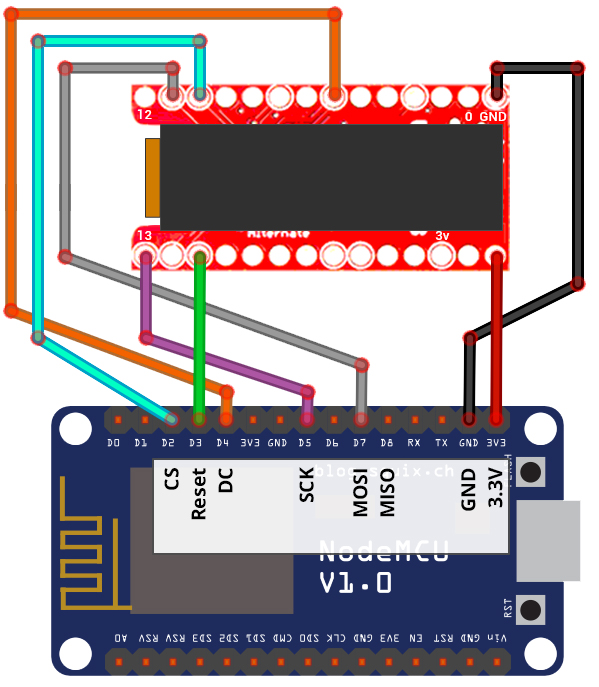 12
0 GND
Alternate
13
3v
D0 D1 D2 D3 D4 3V3 GND D5 D6 D7 D8 RX TX GND 3V3
CS Reset DC SCK MOSI MISO GND 3.3V
FLASH
blog.squix.ch
NodeMCU
V1.0
RST
A0 RSV RSV SD3 SD2 SD1 CMD SD0 CLK GND 3V3 EN RST GND Vin